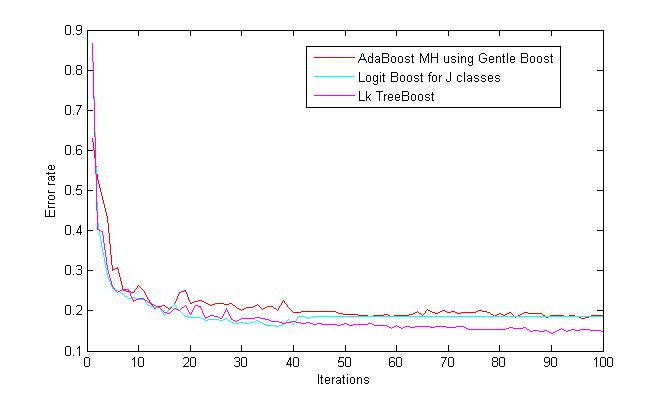 0.9
0.8
0.7
0.6
0.5
0.4
0.3
0.2
0.1
Error rate
AdaBoost MH using Gentle Boost
Logit Boost for J classes
Lk TreeBoost
0 10 20 30 40 50 60 70 80 90 100
Iterations